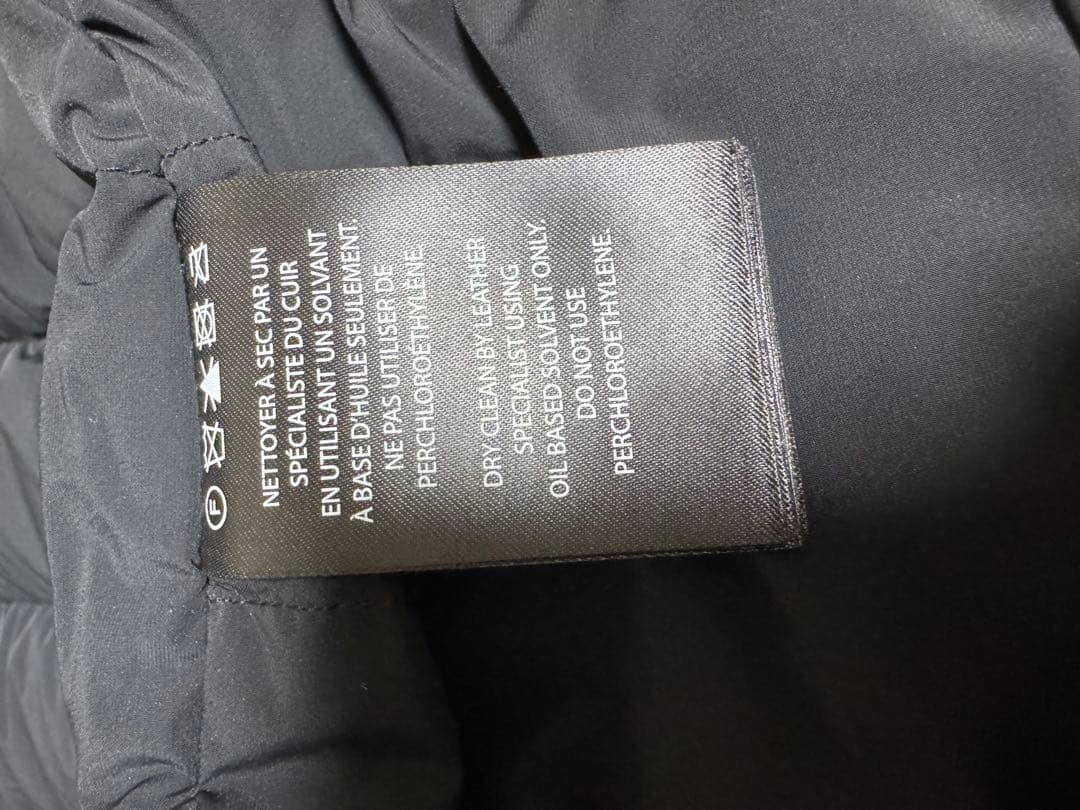 F
NETTOYER À SEC PAR UN
SPÉCIALISTE DU CUIR
EN UTILISANT UN SOLVANT
À BASE D'HUILE SEULEMENT.
NE PAS UTILISER DE
PERCHLOROETHYLENE.
DRY CLEAN BY LEATHER
SPECIALIST USING
OIL BASED SOLVENT ONLY.
DO NOT USE
PERCHLOROETHYLENE.